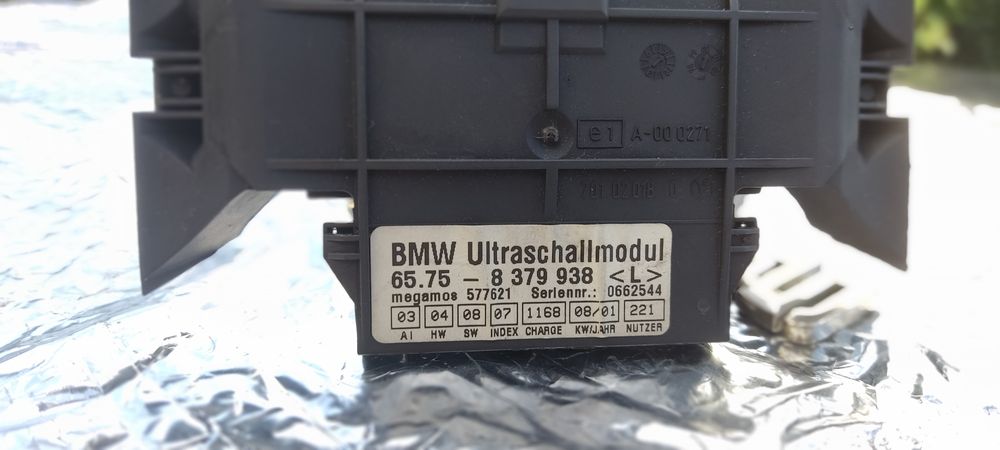 e1 A-00 0271
BMW Ultraschallmodul
65.75 - 8 379 938 <L>
megamos 577621 Seriennr.: 0662544
03 04 08 07 1168 08/01 221
AI HW SW INDEX CHARGE KW/JAHR NUTZER